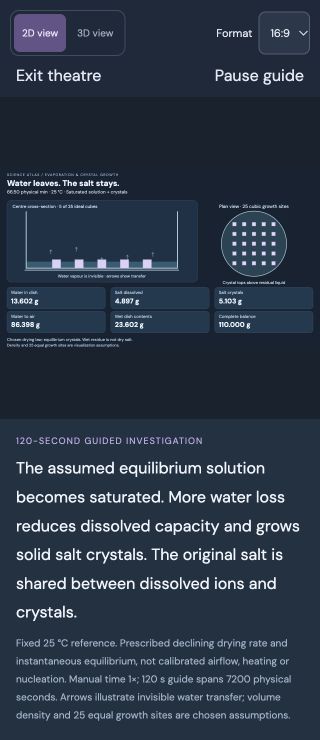 2D view
3D view
Format
16:9
Exit theatre
Pause guide
SCIENCE ATLAS / EVAPORATION & CRYSTAL GROWTH
Water leaves. The salt stays.
66.50 physical min · 25 °C · Saturated solution + crystals
Centre cross-section · 5 of 25 ideal cubes
Water vapour is invisible · arrows show transfer
Plan view · 25 cubic growth sites
Crystal tops above residual liquid
Water in dish
13.602 g
Salt dissolved
4.897 g
Salt crystals
5.103 g
Water to air
86.398 g
Wet dish contents
23.602 g
Complete balance
110.000 g
Chosen drying law; equilibrium crystals. Wet residue is not dry salt.
Density and 25 equal growth sites are visualization assumptions.
120-SECOND GUIDED INVESTIGATION
The assumed equilibrium solution
becomes saturated. More water loss
reduces dissolved capacity and grows
solid salt crystals. The original salt is
shared between dissolved ions and
crystals.
Fixed 25 °C reference. Prescribed declining drying rate and
instantaneous equilibrium, not calibrated airflow, heating or
nucleation. Manual time 1×; 120 s guide spans 7200 physical
seconds. Arrows illustrate invisible water transfer; volume
density and 25 equal growth sites are chosen assumptions.